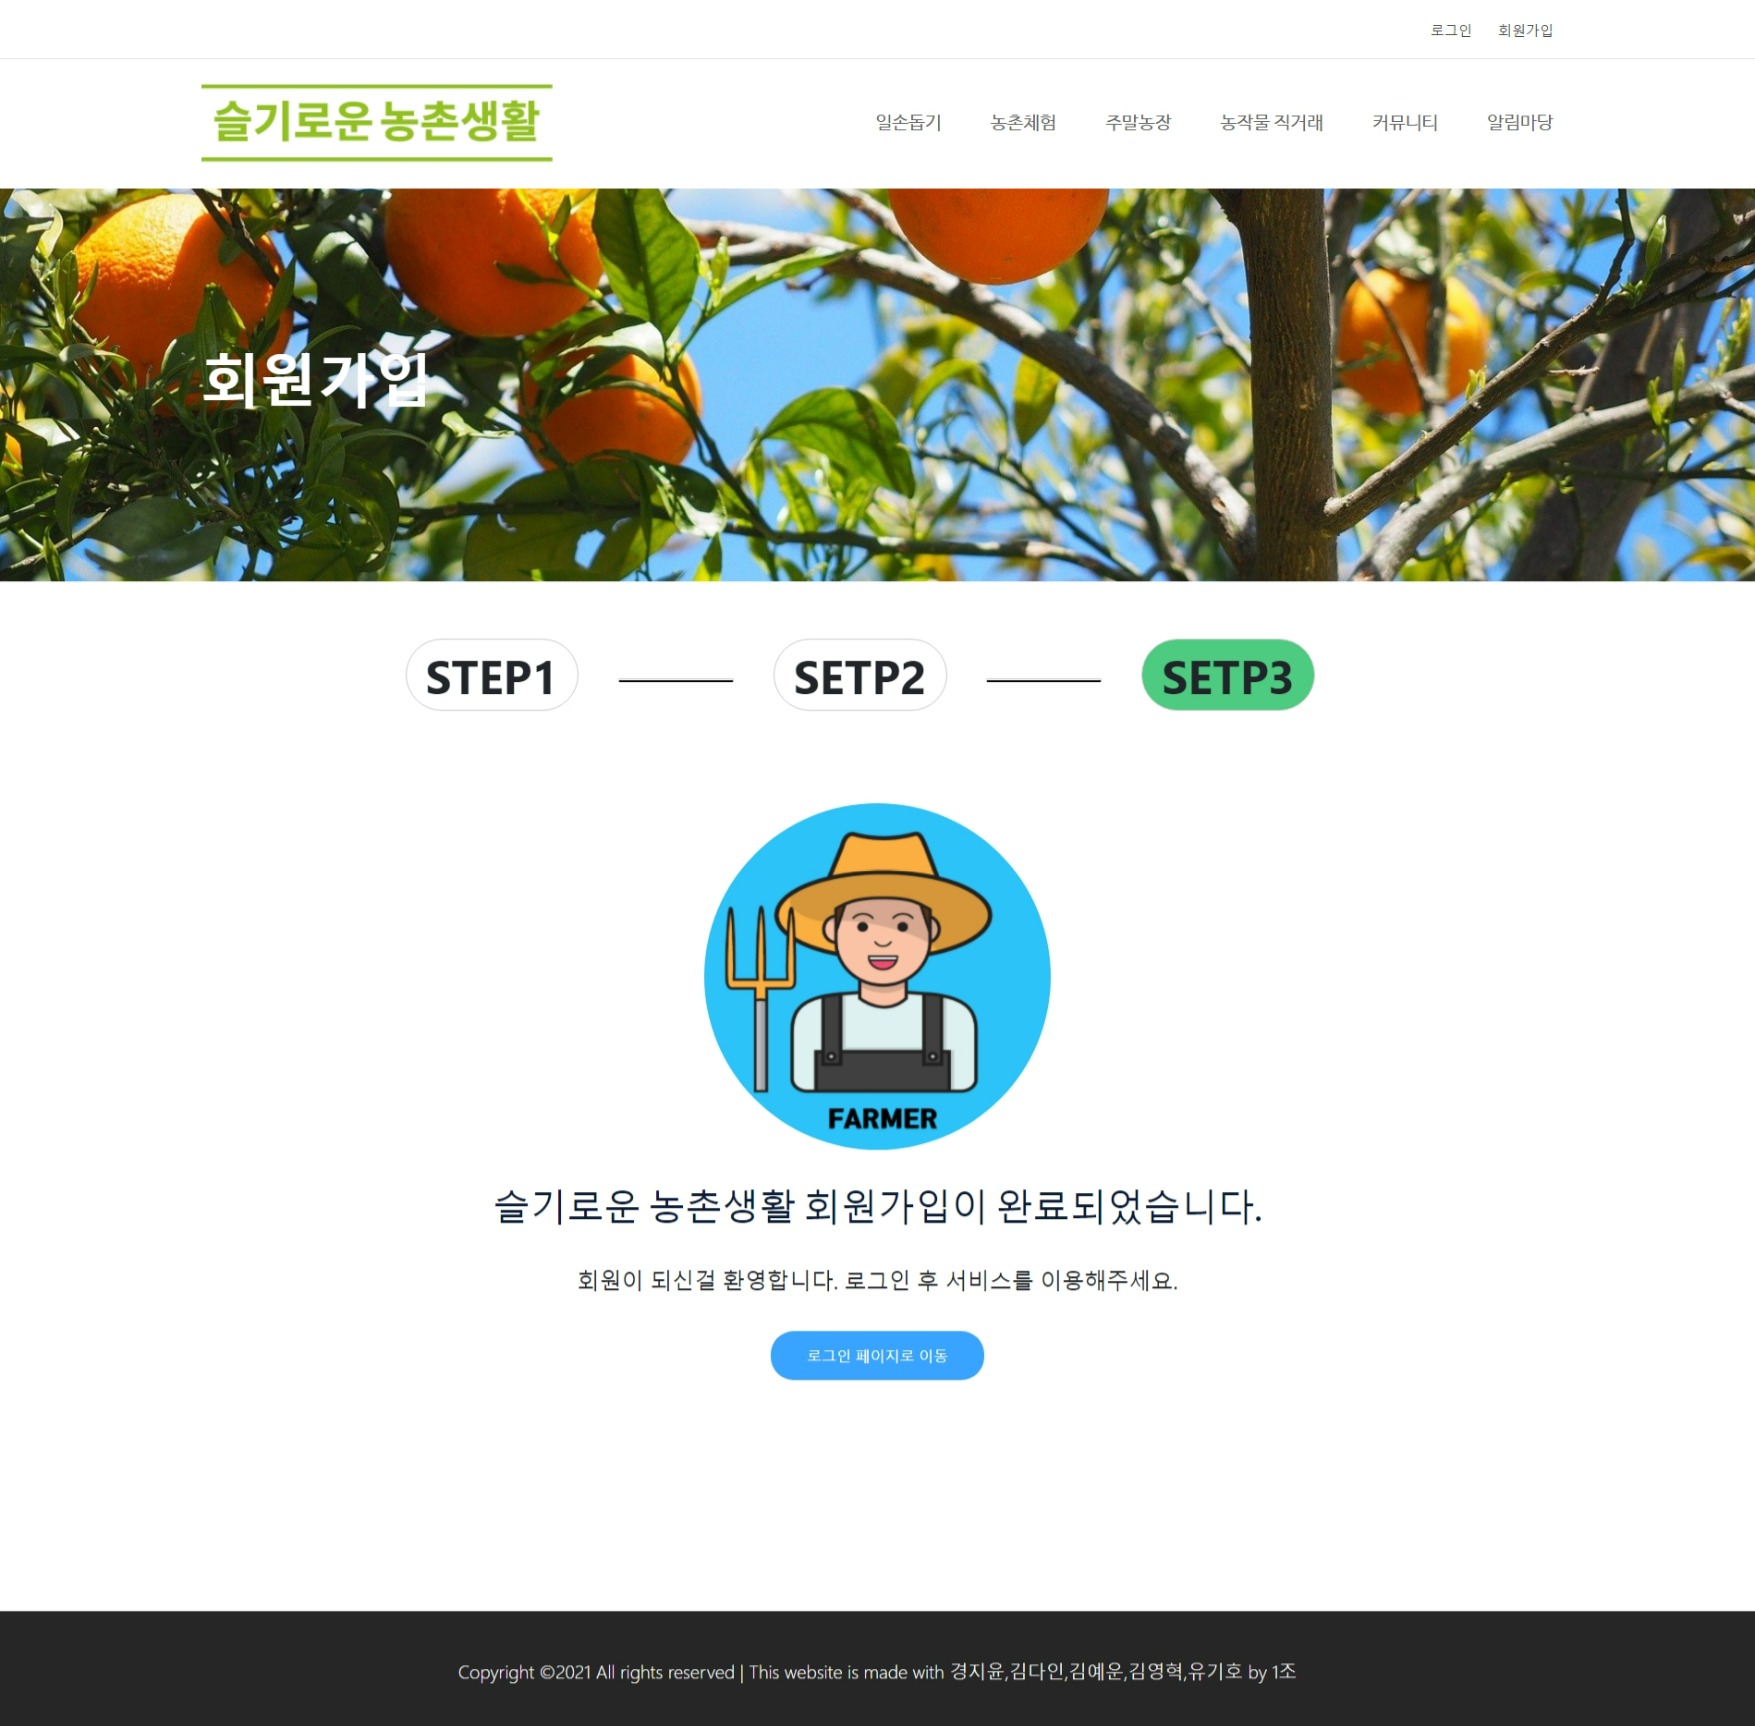 로그인 회원가입
슬기로운 농촌생활
일손돕기 농촌체험 주말농장 농작물 직거래 커뮤니티 알림마당
회원가입
STEP1 SETP2 SETP3
FARMER
슬기로운 농촌생활 회원가입이 완료되었습니다.
회원이 되신걸 환영합니다. 로그인 후 서비스를 이용해주세요.
로그인 페이지로 이동
Copyright ©2021 All rights reserved | This website is made with 경지윤,김다인,김예운,김영혁,유기호 by 1조